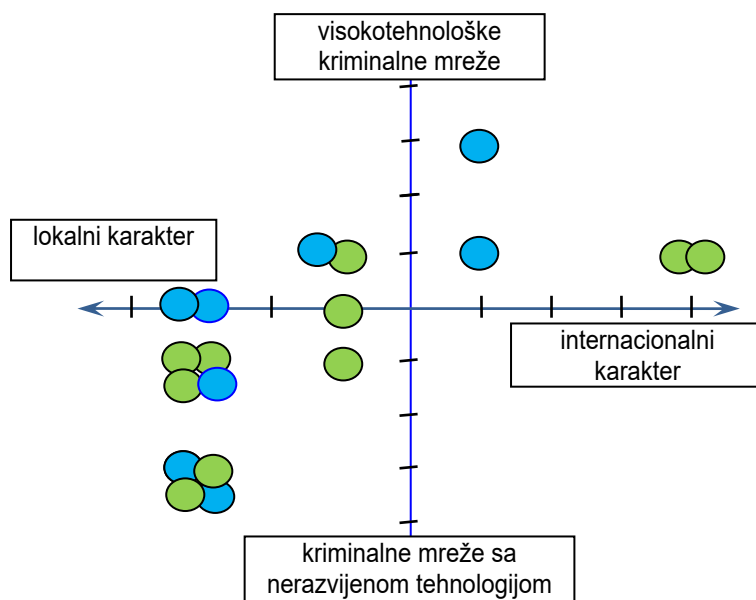 visokotehnološke
kriminalne mreže
lokalni karakter
internacionalni
karakter
kriminalne mreže sa
nerazvijenom tehnologijom